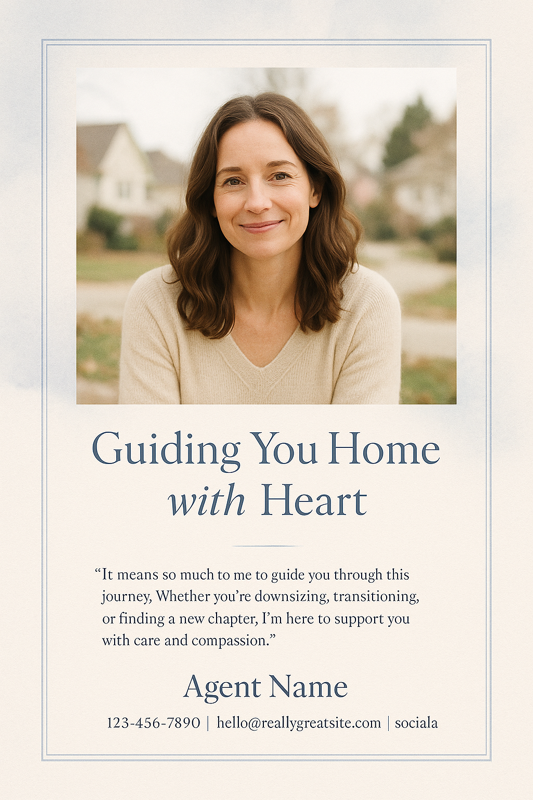 Guiding You Home
with Heart
“It means so much to me to guide you through this
journey, Whether you’re downsizing, transitioning,
or finding a new chapter, I’m here to support you
with care and compassion.”
Agent Name
123-456-7890 | hello@reallygreatsite.com | sociala